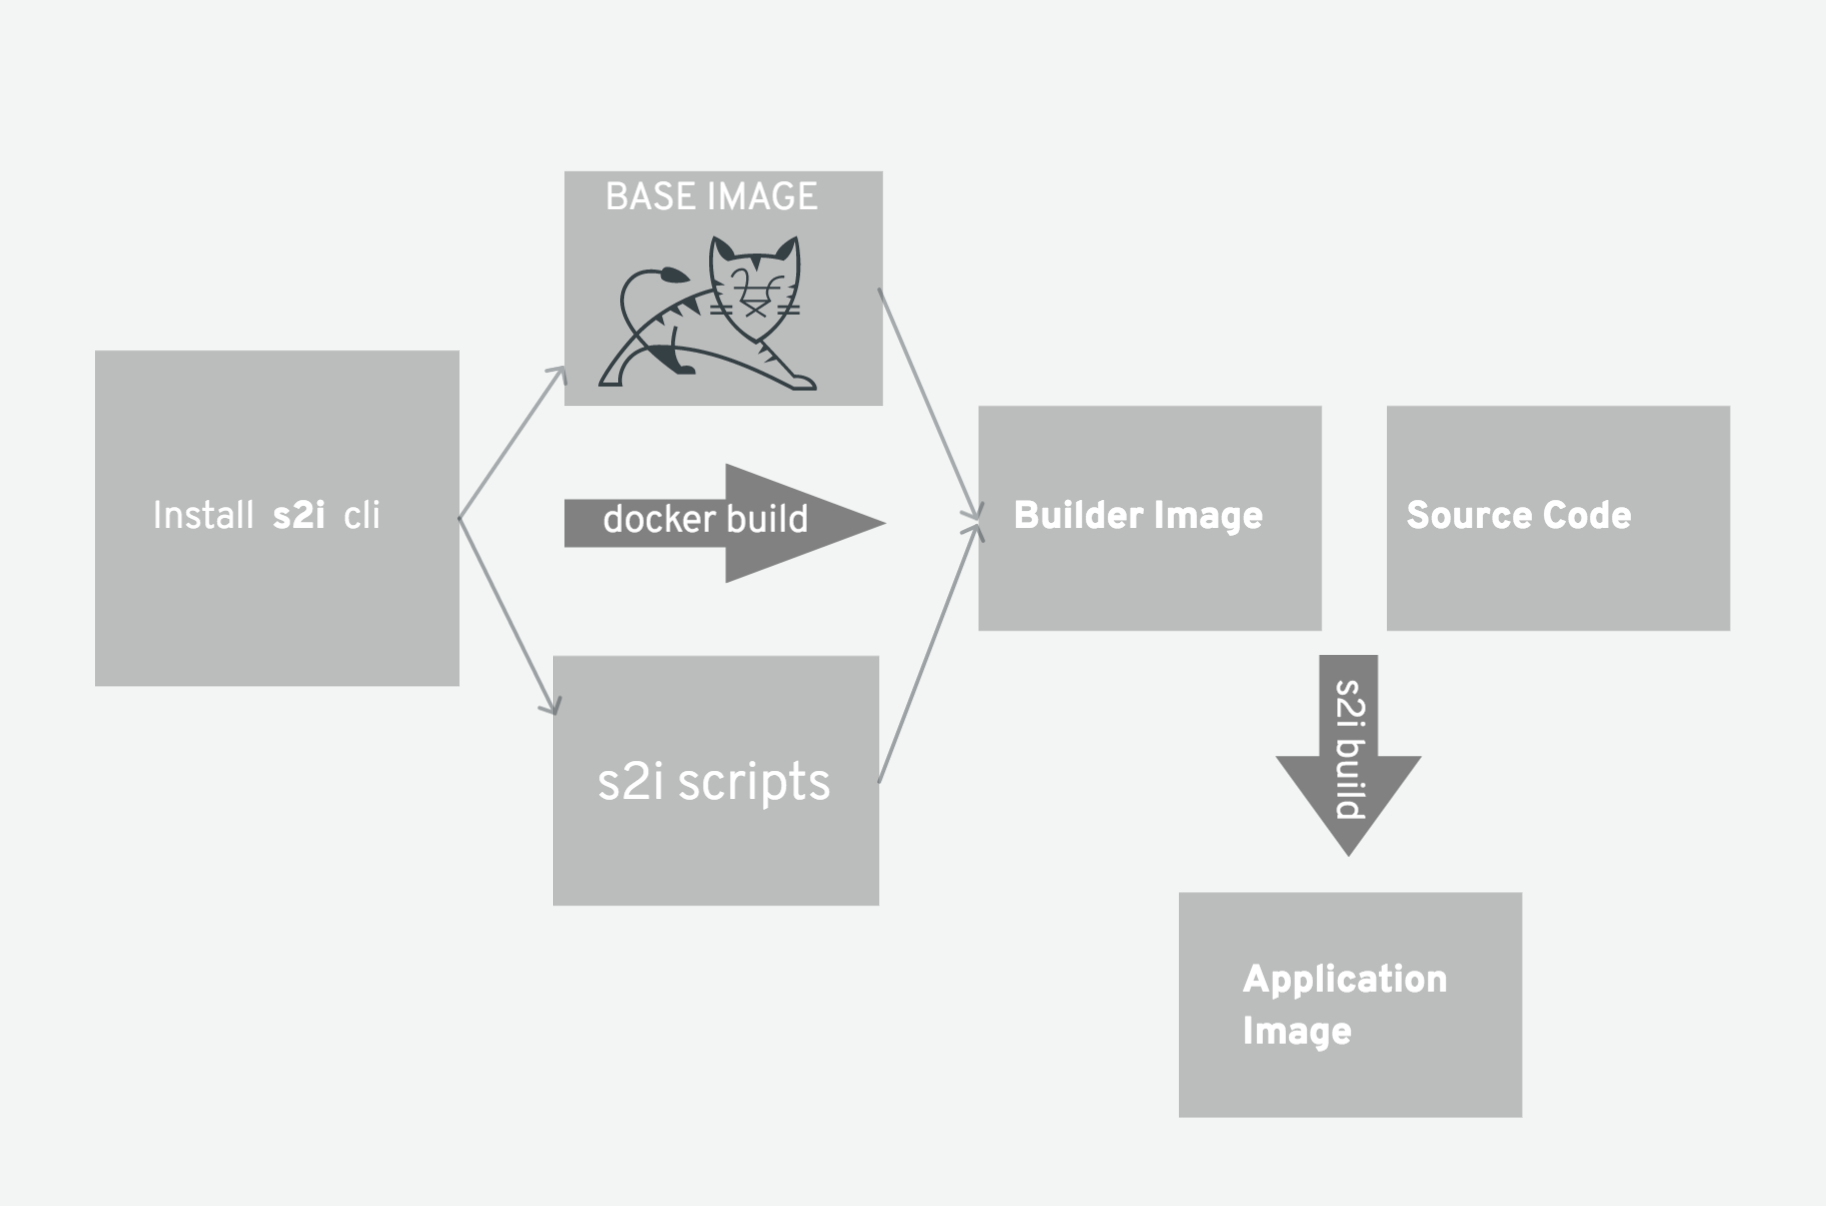 BASE IMAGE
Install s2i cli
docker build
Builder Image
Source Code
s2i scripts
s2i build
Application
Image